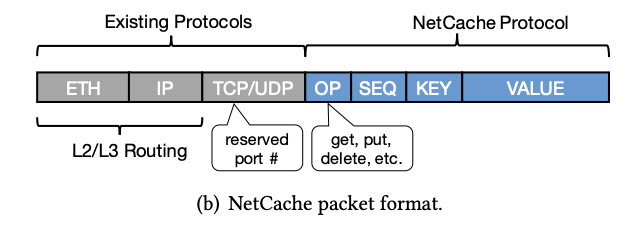 Existing Protocols
NetCache Protocol
ETH IP TCP/UDP OP SEQ KEY VALUE
L2/L3 Routing
reserved
port #
get, put,
delete, etc.
(b) NetCache packet format.